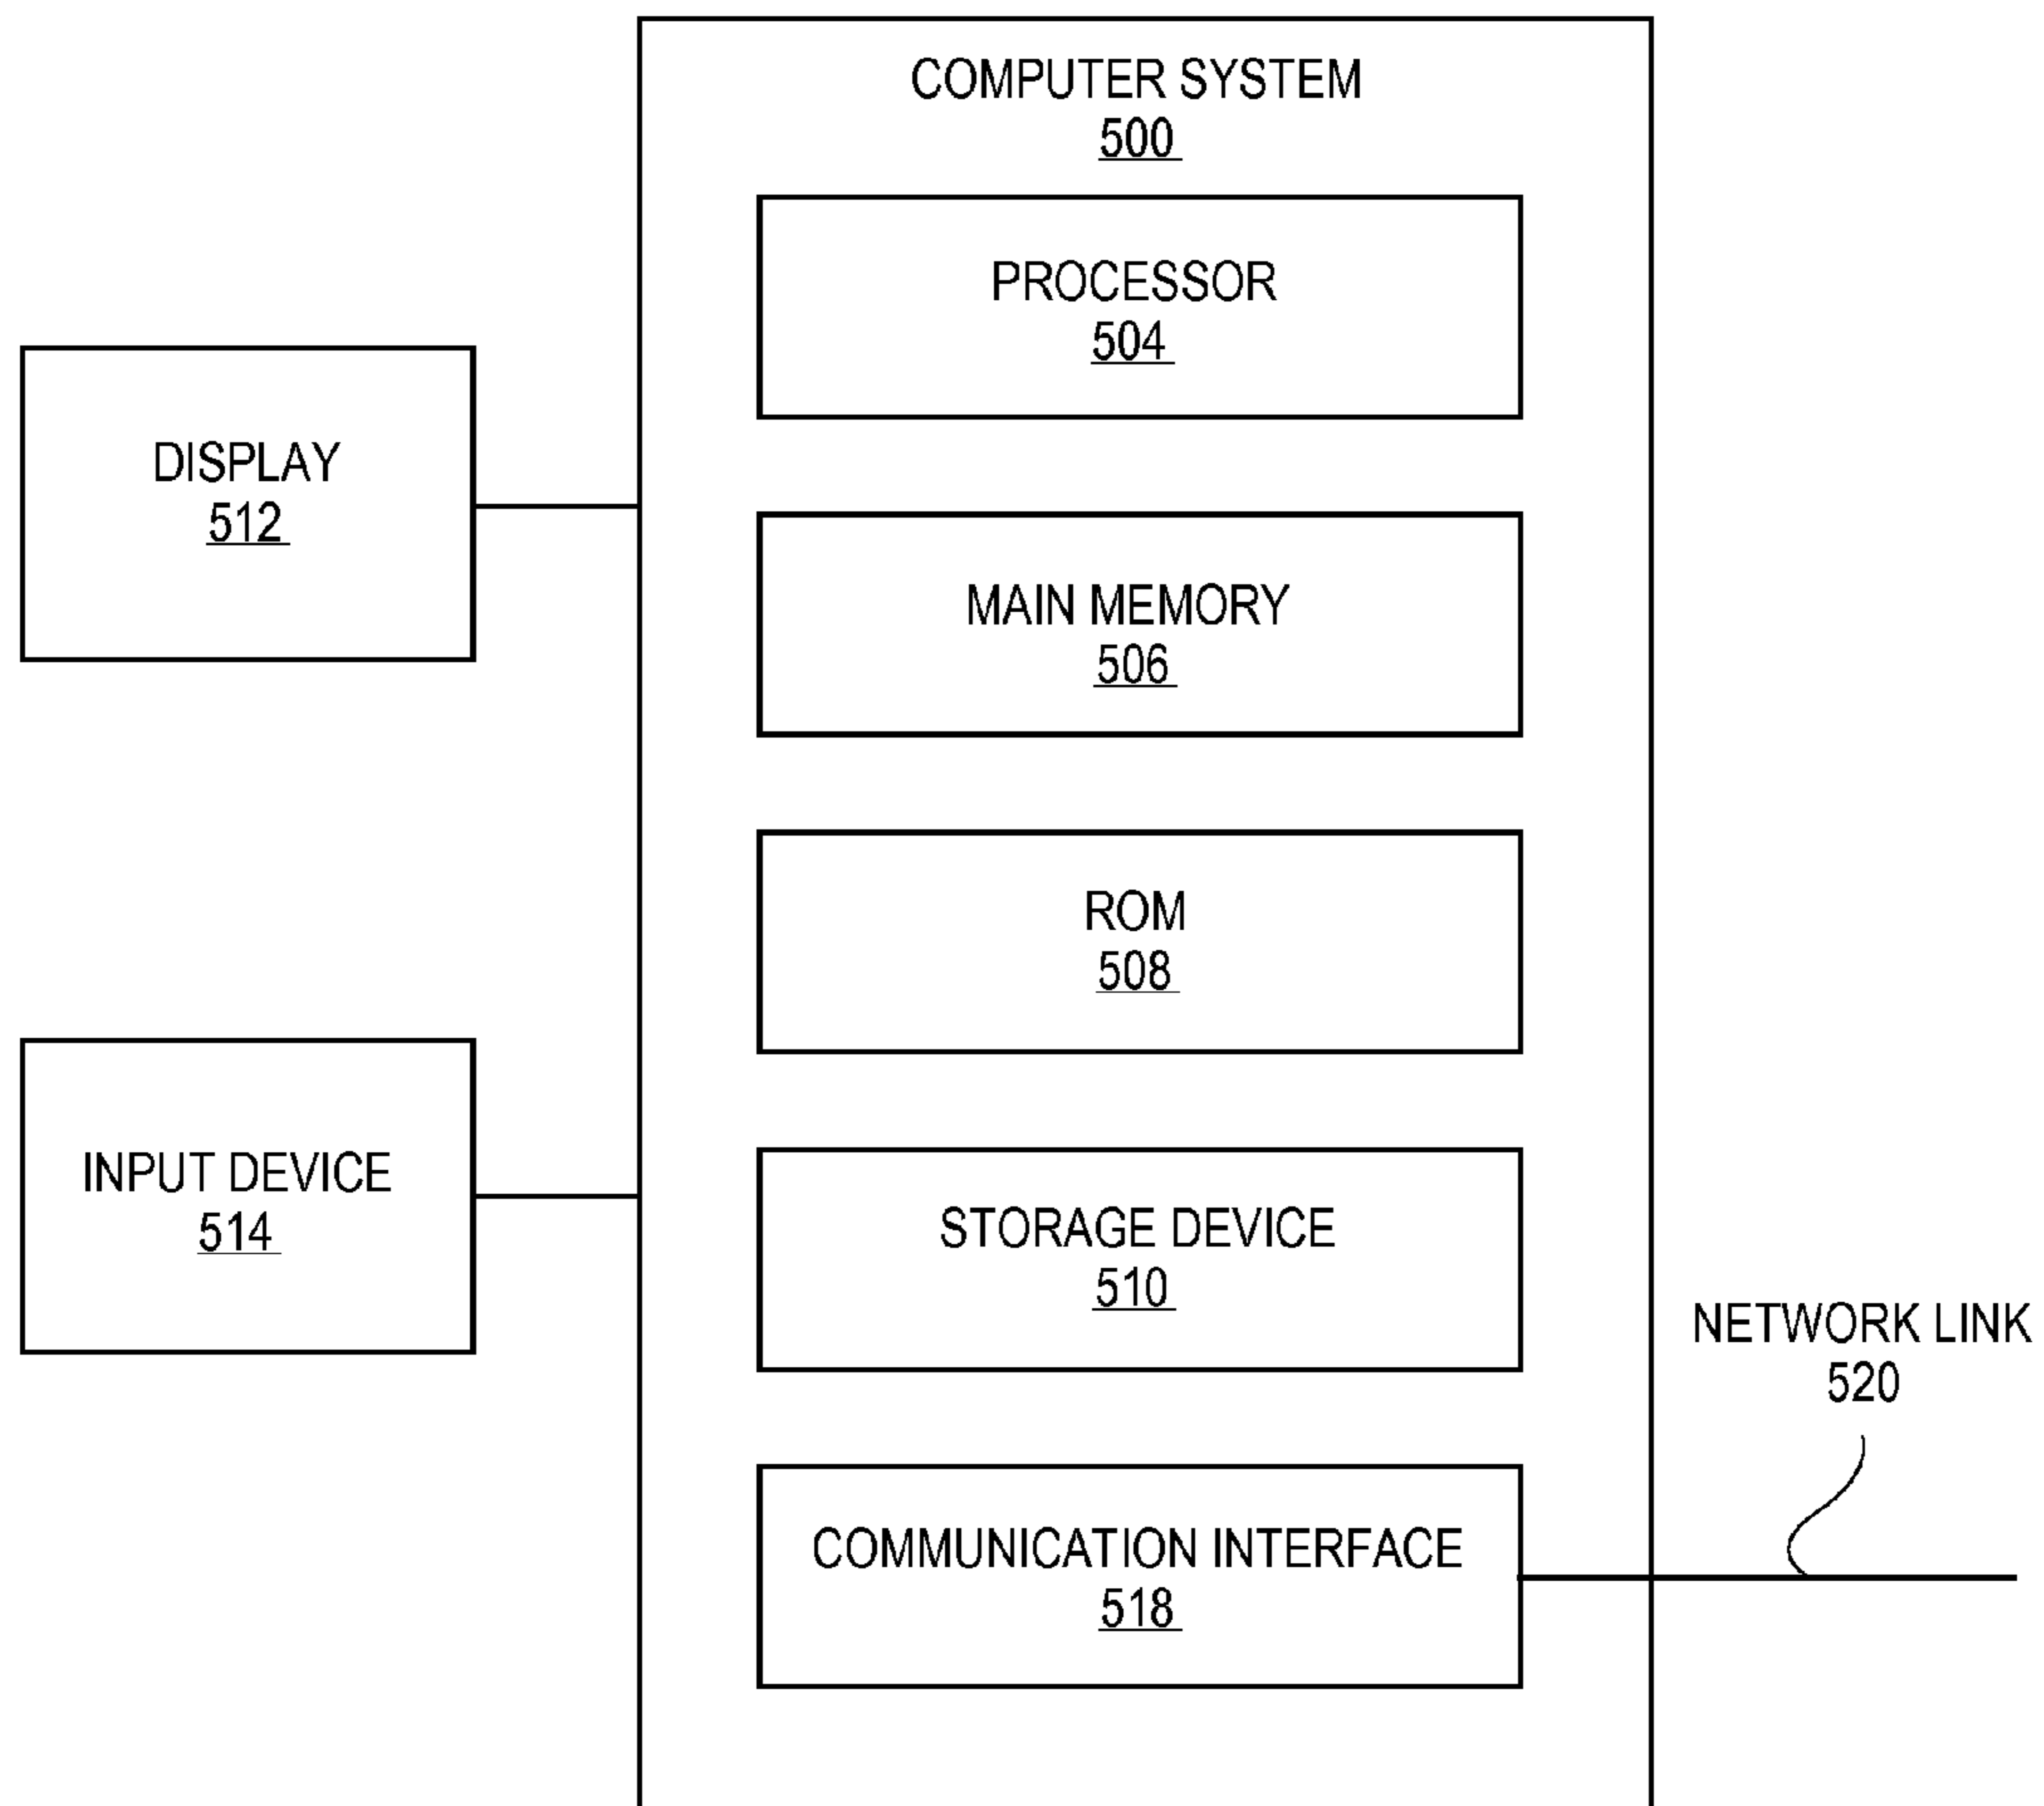 COMPUTER SYSTEM
500
PROCESSOR
504
DISPLAY
512
MAIN MEMORY
506
ROM
508
INPUT DEVICE
514
STORAGE DEVICE
510
NETWORK LINK
520
COMMUNICATION INTERFACE
518